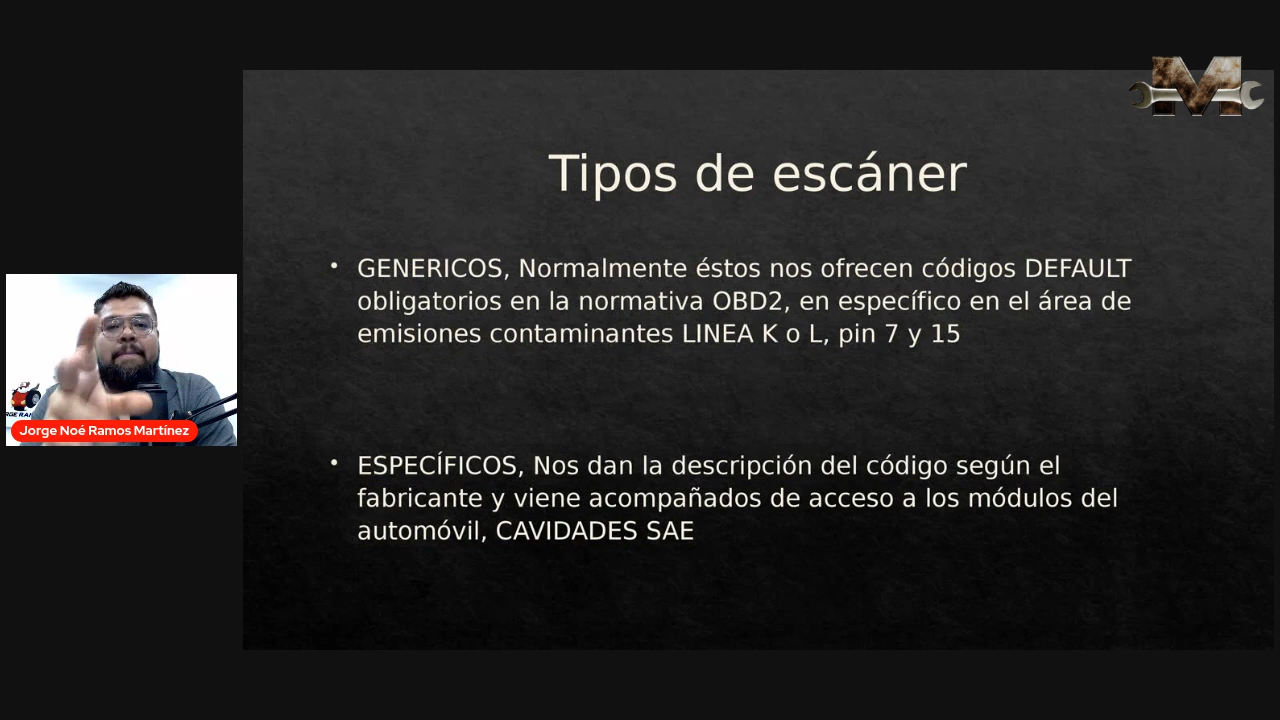 Tipos de escáner
• GENERICOS, Normalmente éstos nos ofrecen códigos DEFAULT
obligatorios en la normativa OBD2, en específico en el área de
emisiones contaminantes LINEA K o L, pin 7 y 15
• ESPECÍFICOS, Nos dan la descripción del código según el
fabricante y viene acompañados de acceso a los módulos del
automóvil, CAVIDADES SAE
Jorge Noé Ramos Martínez
M